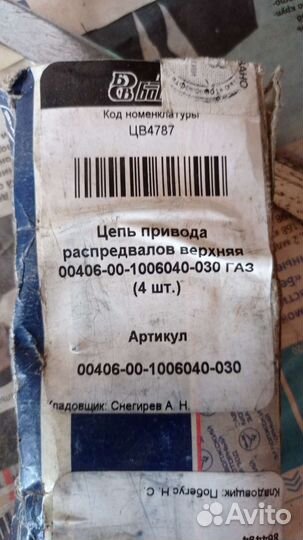 Код номенклатуры
ЦВ4787
Цепь привода
распредвалов верхняя
00406-00-1006040-030 ГАЗ
(4 шт.)
Артикул
00406-00-1006040-030
Кладовщик: Снегирев А. Н.
Кладовщик: Побегус Н. С.
Avito